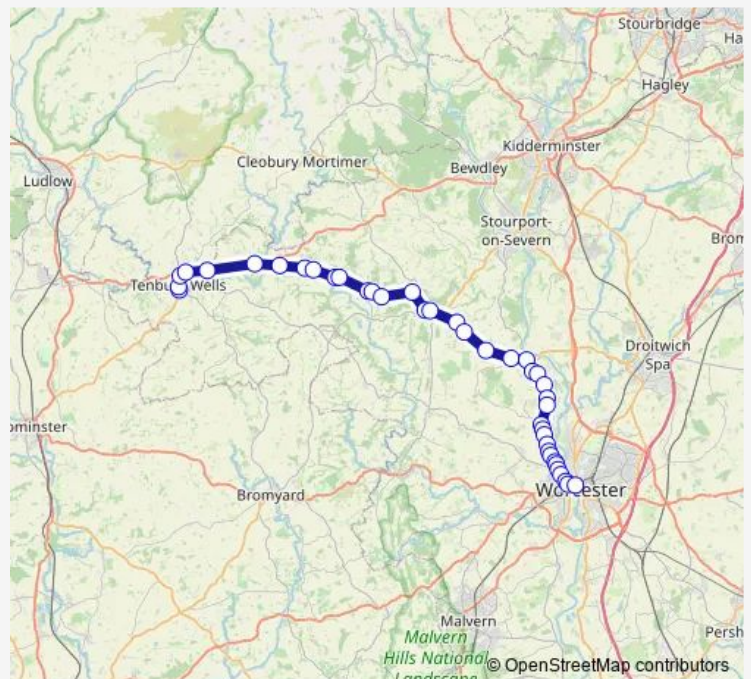 Stourbridge
Ha
Hagley
Kidderminster
Cleobury Mortimer
Bewdley
Ludlow
Stourport-
on-Severn
Brom
Tenbury Wells
Droitwich
Spa
ominster
Worcester
Bromyard
Malvern
Persh
Malvern
Hills National
Landscape
© OpenStreetMap contributors